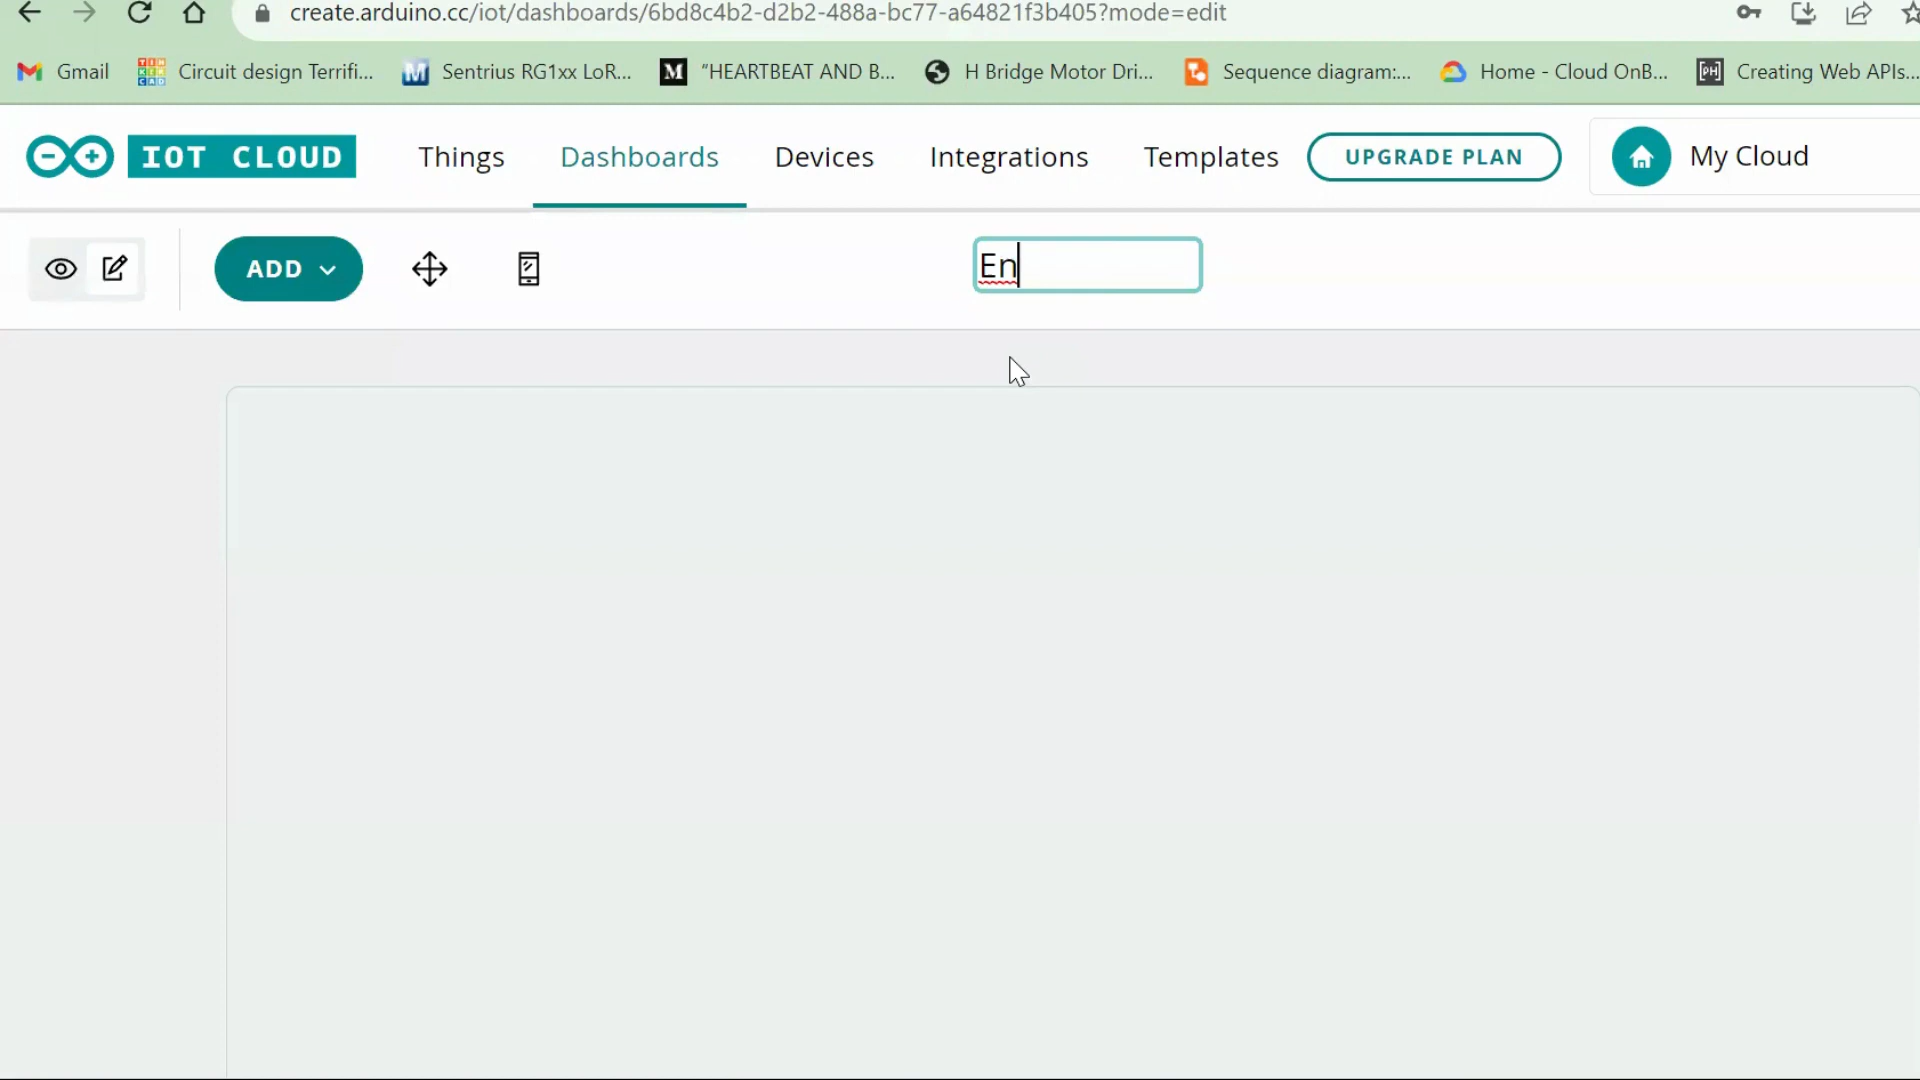 create.arduino.cc/iot/dashboards/6bd8c4b2-d2b2-488a-bc77-a64821f3b405?mode=edit
Gmail Circuit design Terrifi... Sentrius RG1xx LoR... "HEARTBEAT AND B... H Bridge Motor Dri... Sequence diagram:... Home - Cloud OnB... Creating Web APIs...
IOT CLOUD Things Dashboards Devices Integrations Templates UPGRADE PLAN My Cloud
ADD En